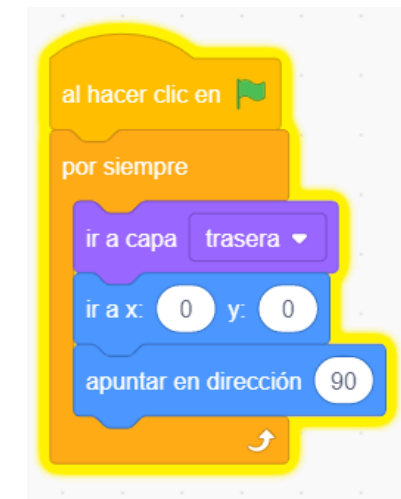 al hacer clic en
por siempre
ir a capa trasera
ir a x: 0 y: 0
apuntar en dirección 90